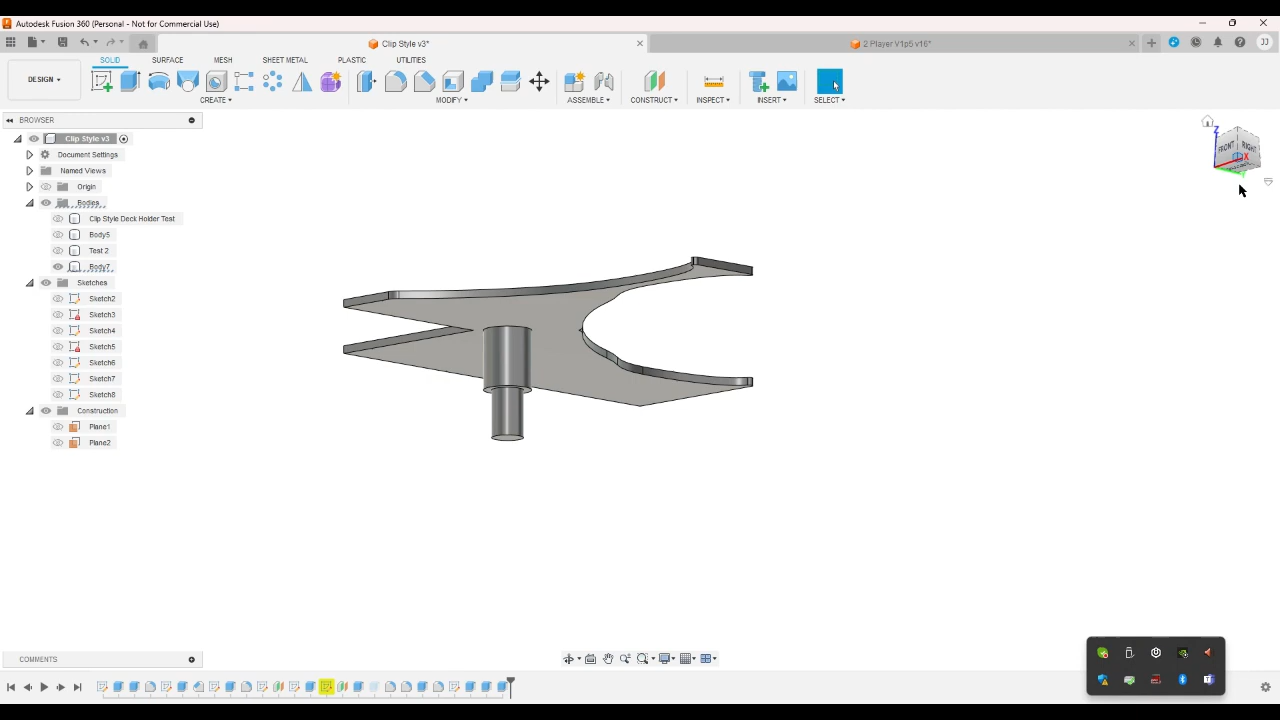 Autodesk Fusion 360 (Personal - Not for Commercial Use)
Clip Style v3*
2 Player V1p5 v16*
JJ
DESIGN
SOLID SURFACE MESH SHEET METAL PLASTIC UTILITIES
CREATE MODIFY ASSEMBLE CONSTRUCT INSPECT INSERT SELECT
BROWSER
Clip Style v3
Document Settings
Named Views
Origin
Bodies
Clip Style Deck Holder Test
Body5
Test 2
Body7
Sketches
Sketch2
Sketch3
Sketch4
Sketch5
Sketch6
Sketch7
Sketch8
Construction
Plane1
Plane2
Z
FRONT RIGHT
X
COMMENTS